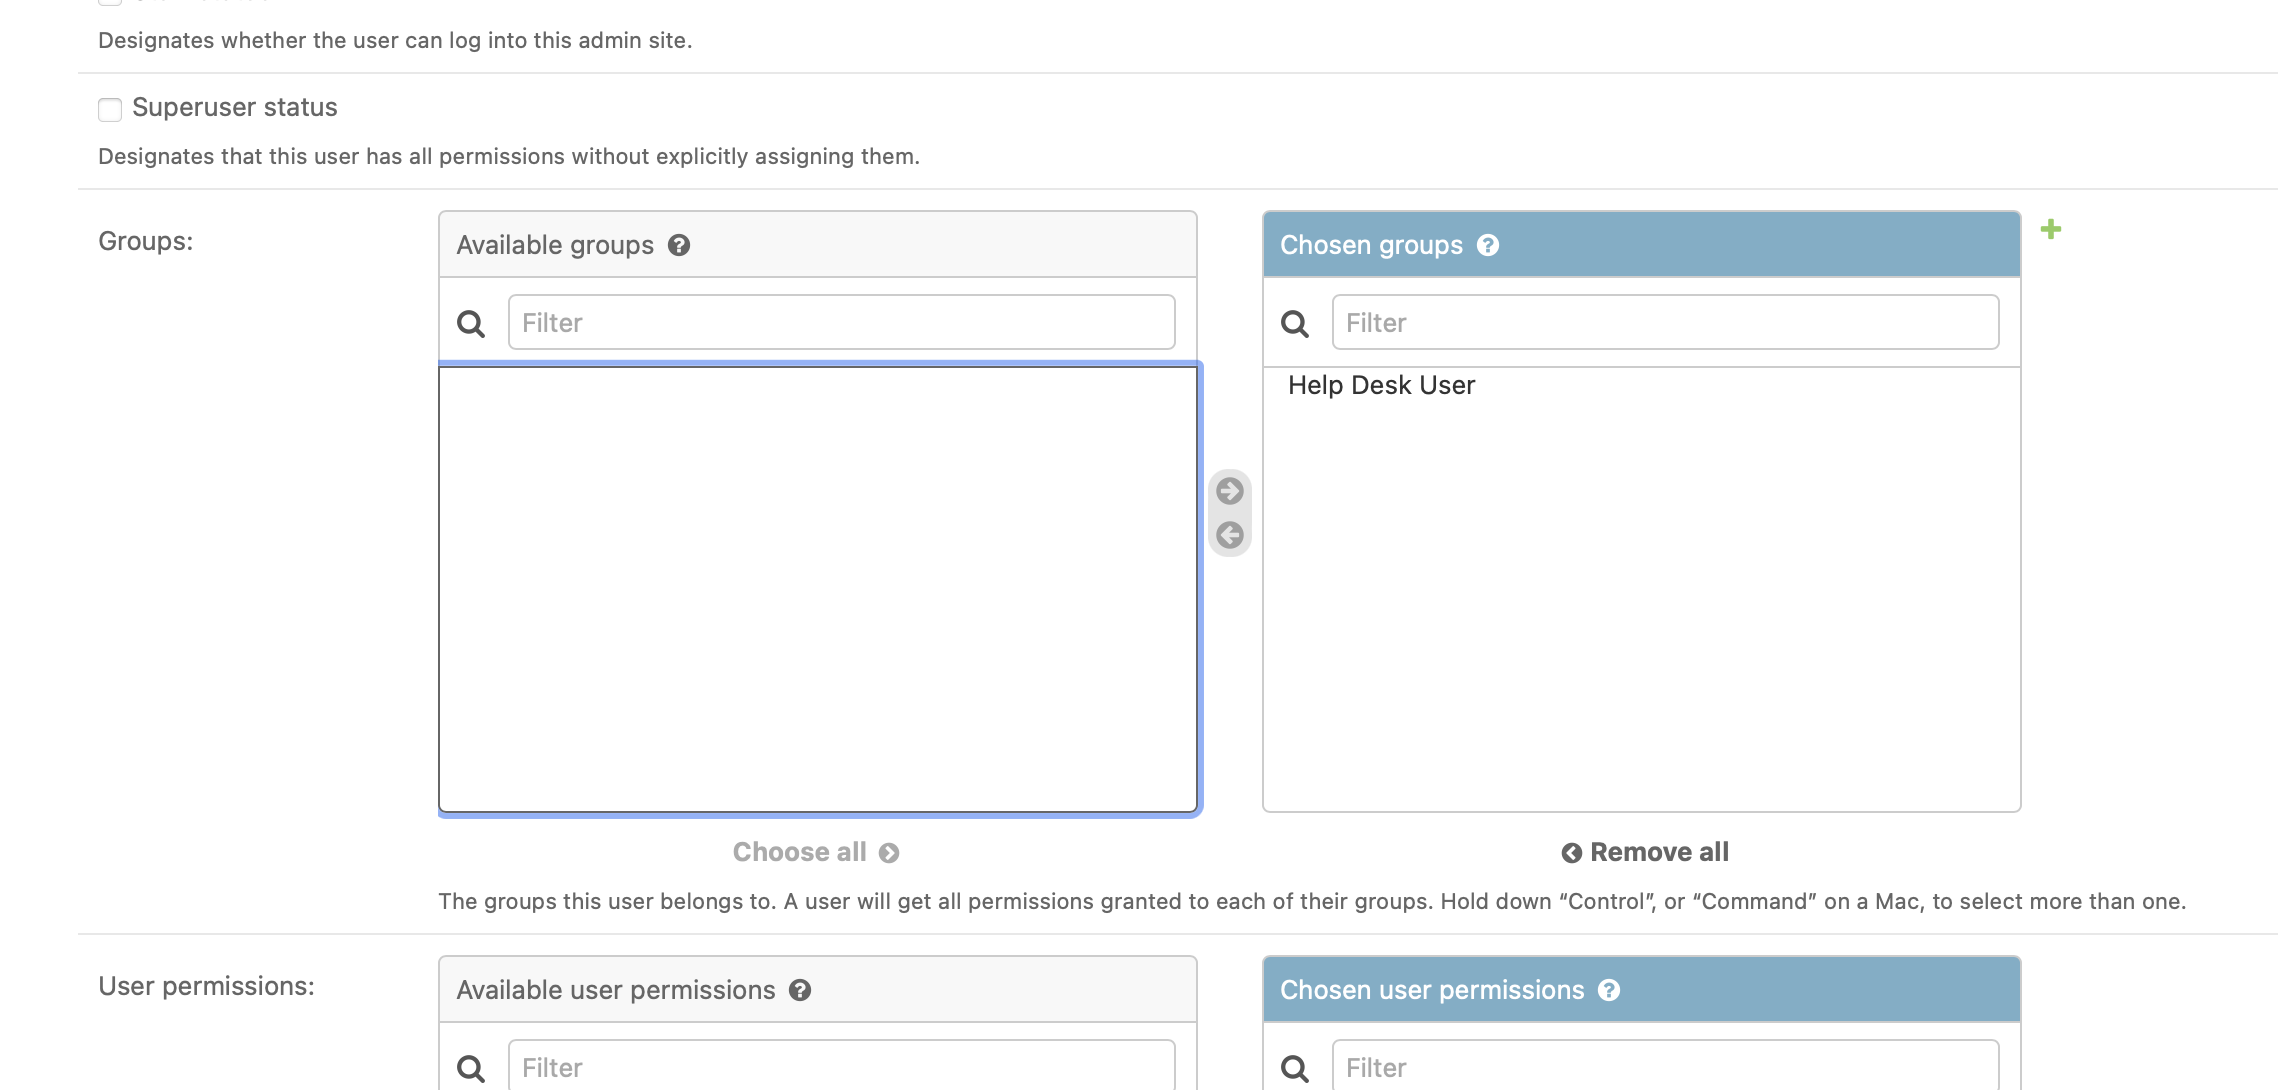 Designates whether the user can log into this admin site.
Superuser status
Designates that this user has all permissions without explicitly assigning them.
Groups:
Available groups ?
Chosen groups ?
Filter
Filter
Help Desk User
Choose all
Remove all
The groups this user belongs to. A user will get all permissions granted to each of their groups. Hold down “Control”, or “Command” on a Mac, to select more than one.
User permissions:
Available user permissions ?
Chosen user permissions ?
Filter
Filter